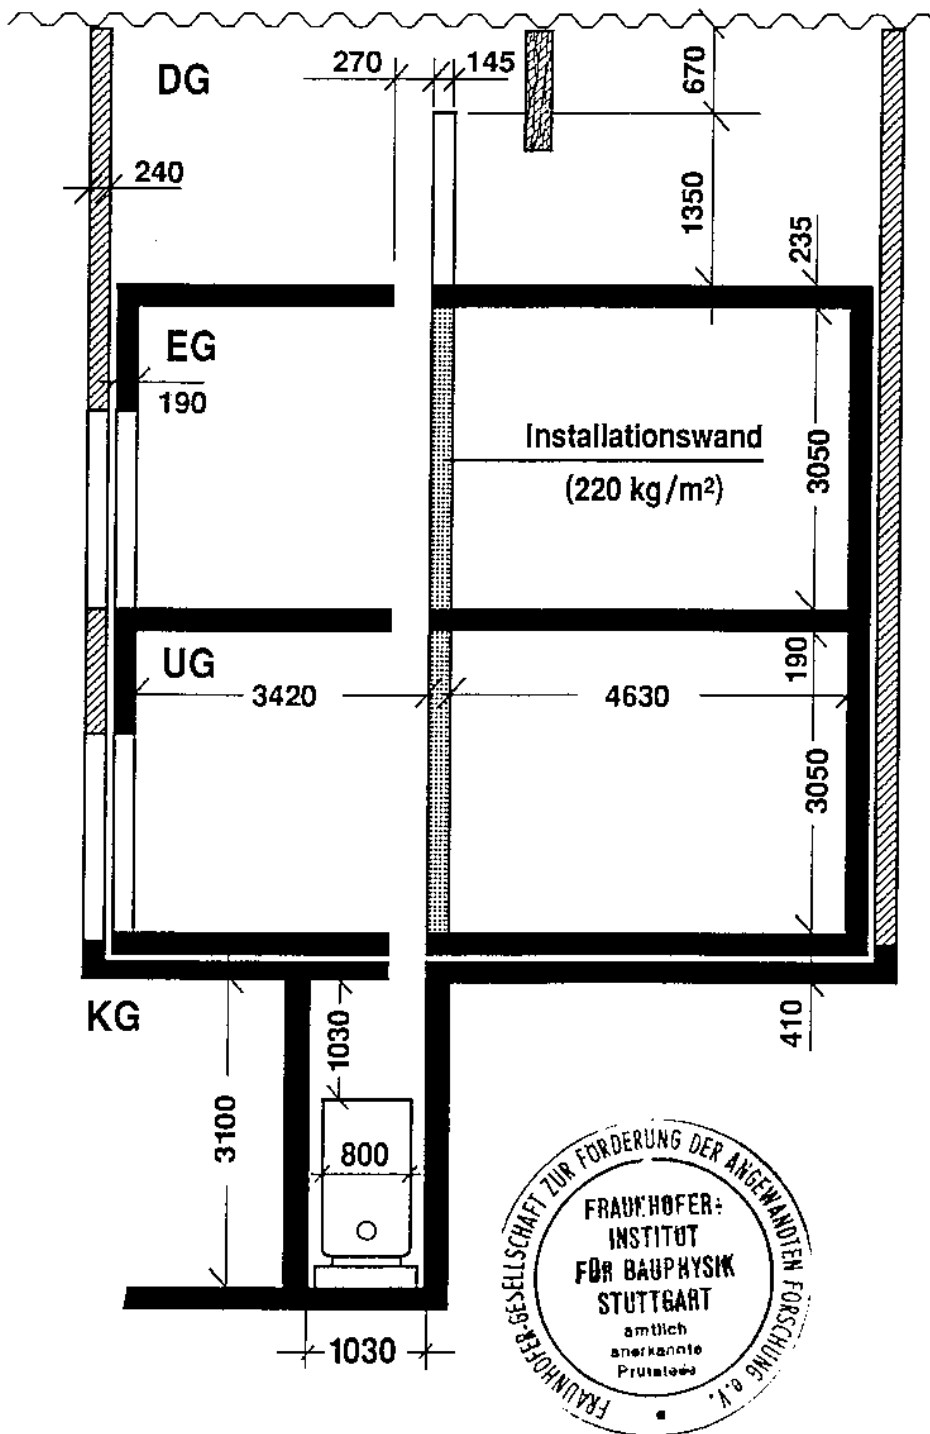 DG
270
145
670
240
1350
235
EG
190
Installationswand
(220 kg/m²)
3050
UG
3420
4630
190
3050
KG
1030
410
3100
800
1030
FRAUNHOFER-GESELLSCHAFT ZUR FÖRDERUNG DER ANGEWANDTEN FORSCHUNG e.V.
FRAUNHOFER-
INSTITUT
FÜR BAUPHYSIK
STUTTGART
amtlich
anerkannte